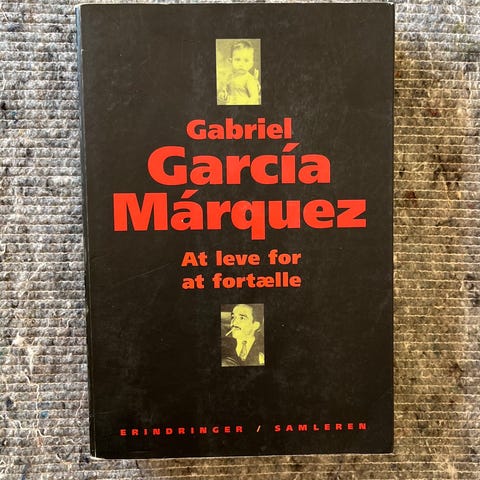 Gabriel
García
Márquez
At leve for
at fortælle
ERINDRINGER / SAMLEREN